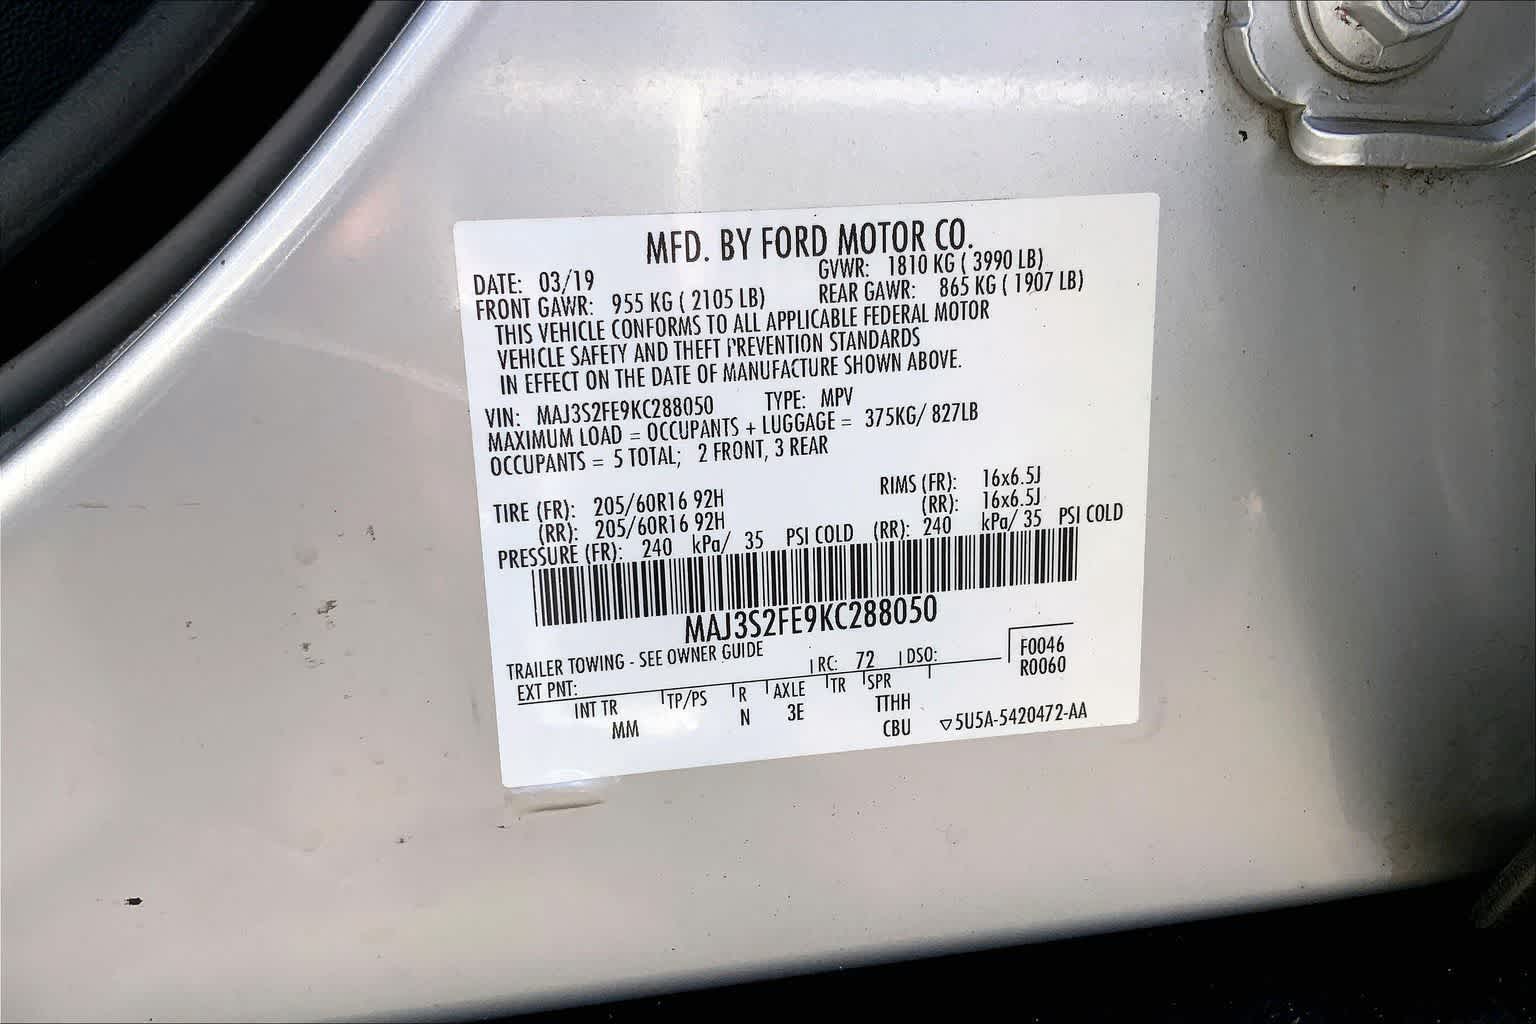 MFD. BY FORD MOTOR CO.
DATE: 03/19 GVWR: 1810 KG ( 3990 LB)
FRONT GAWR: 955 KG ( 2105 LB) REAR GAWR: 865 KG ( 1907 LB)
THIS VEHICLE CONFORMS TO ALL APPLICABLE FEDERAL MOTOR
VEHICLE SAFETY AND THEFT PREVENTION STANDARDS
IN EFFECT ON THE DATE OF MANUFACTURE SHOWN ABOVE.
VIN: MAJ3S2FE9KC288050 TYPE: MPV
MAXIMUM LOAD = OCCUPANTS + LUGGAGE = 375KG/ 827LB
OCCUPANTS = 5 TOTAL; 2 FRONT, 3 REAR
TIRE (FR): 205/60R16 92H RIMS (FR): 16x6.5J
(RR): 205/60R16 92H (RR): 16x6.5J
PRESSURE (FR): 240 kPa/ 35 PSI COLD (RR): 240 kPa/ 35 PSI COLD
MAJ3S2FE9KC288050
TRAILER TOWING - SEE OWNER GUIDE
EXT PNT: RC: 72 DSO: F0046
R0060
INT TR TP/PS R AXLE TR SPR
MM N 3E TTHH
CBU ▽5U5A-5420472-AA